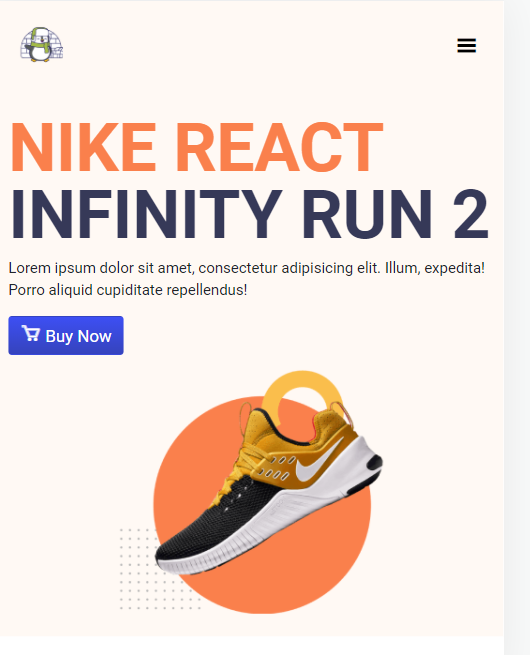 NIKE REACT
INFINITY RUN 2
Lorem ipsum dolor sit amet, consectetur adipisicing elit. Illum, expedita!
Porro aliquid cupiditate repellendus!
Buy Now